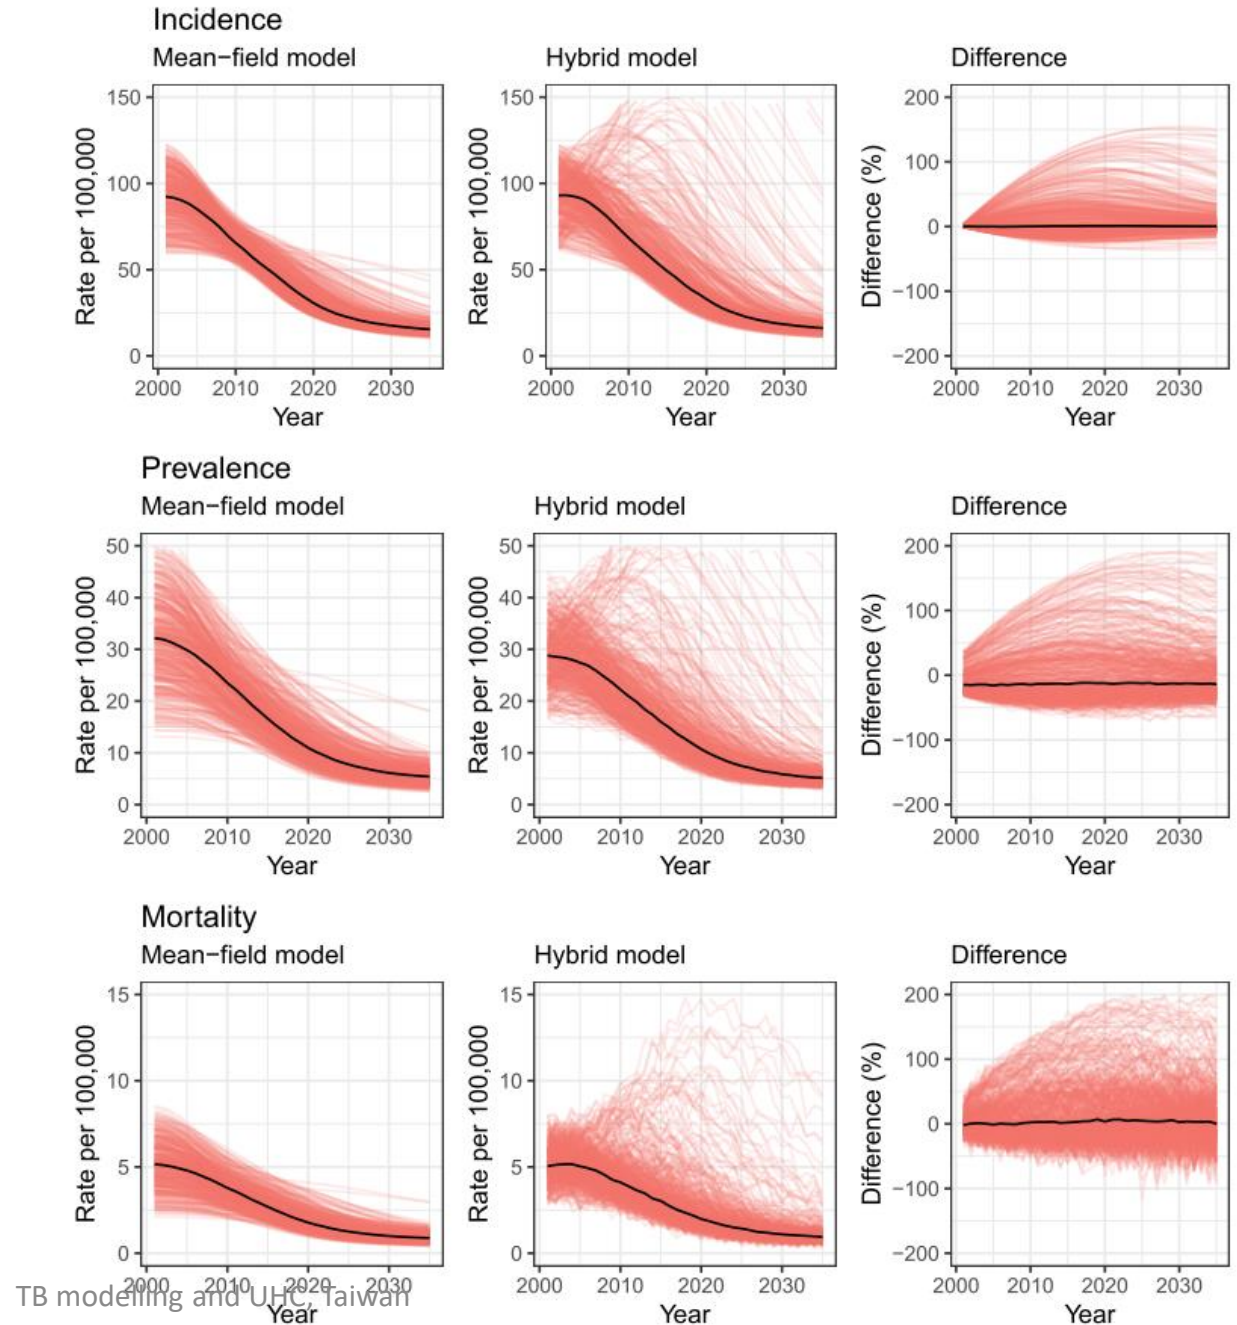 Incidence
Mean−field model
Hybrid model
Difference
150
100
50
0
Rate per 100,000
2000 2010 2020 2030
Year
150
100
50
0
Rate per 100,000
2000 2010 2020 2030
Year
200
100
0
−100
−200
Difference (%)
2000 2010 2020 2030
Year
Prevalence
Mean−field model
Hybrid model
Difference
50
40
30
20
10
0
Rate per 100,000
2000 2010 2020 2030
Year
50
40
30
20
10
0
Rate per 100,000
2000 2010 2020 2030
Year
200
100
0
−100
−200
Difference (%)
2000 2010 2020 2030
Year
Mortality
Mean−field model
Hybrid model
Difference
15
10
5
0
Rate per 100,000
2000 2010 2020 2030
Year
15
10
5
0
Rate per 100,000
2000 2010 2020 2030
Year
200
100
0
−100
−200
Difference (%)
2000 2010 2020 2030
Year
TB modelling and UHC, Taiwan